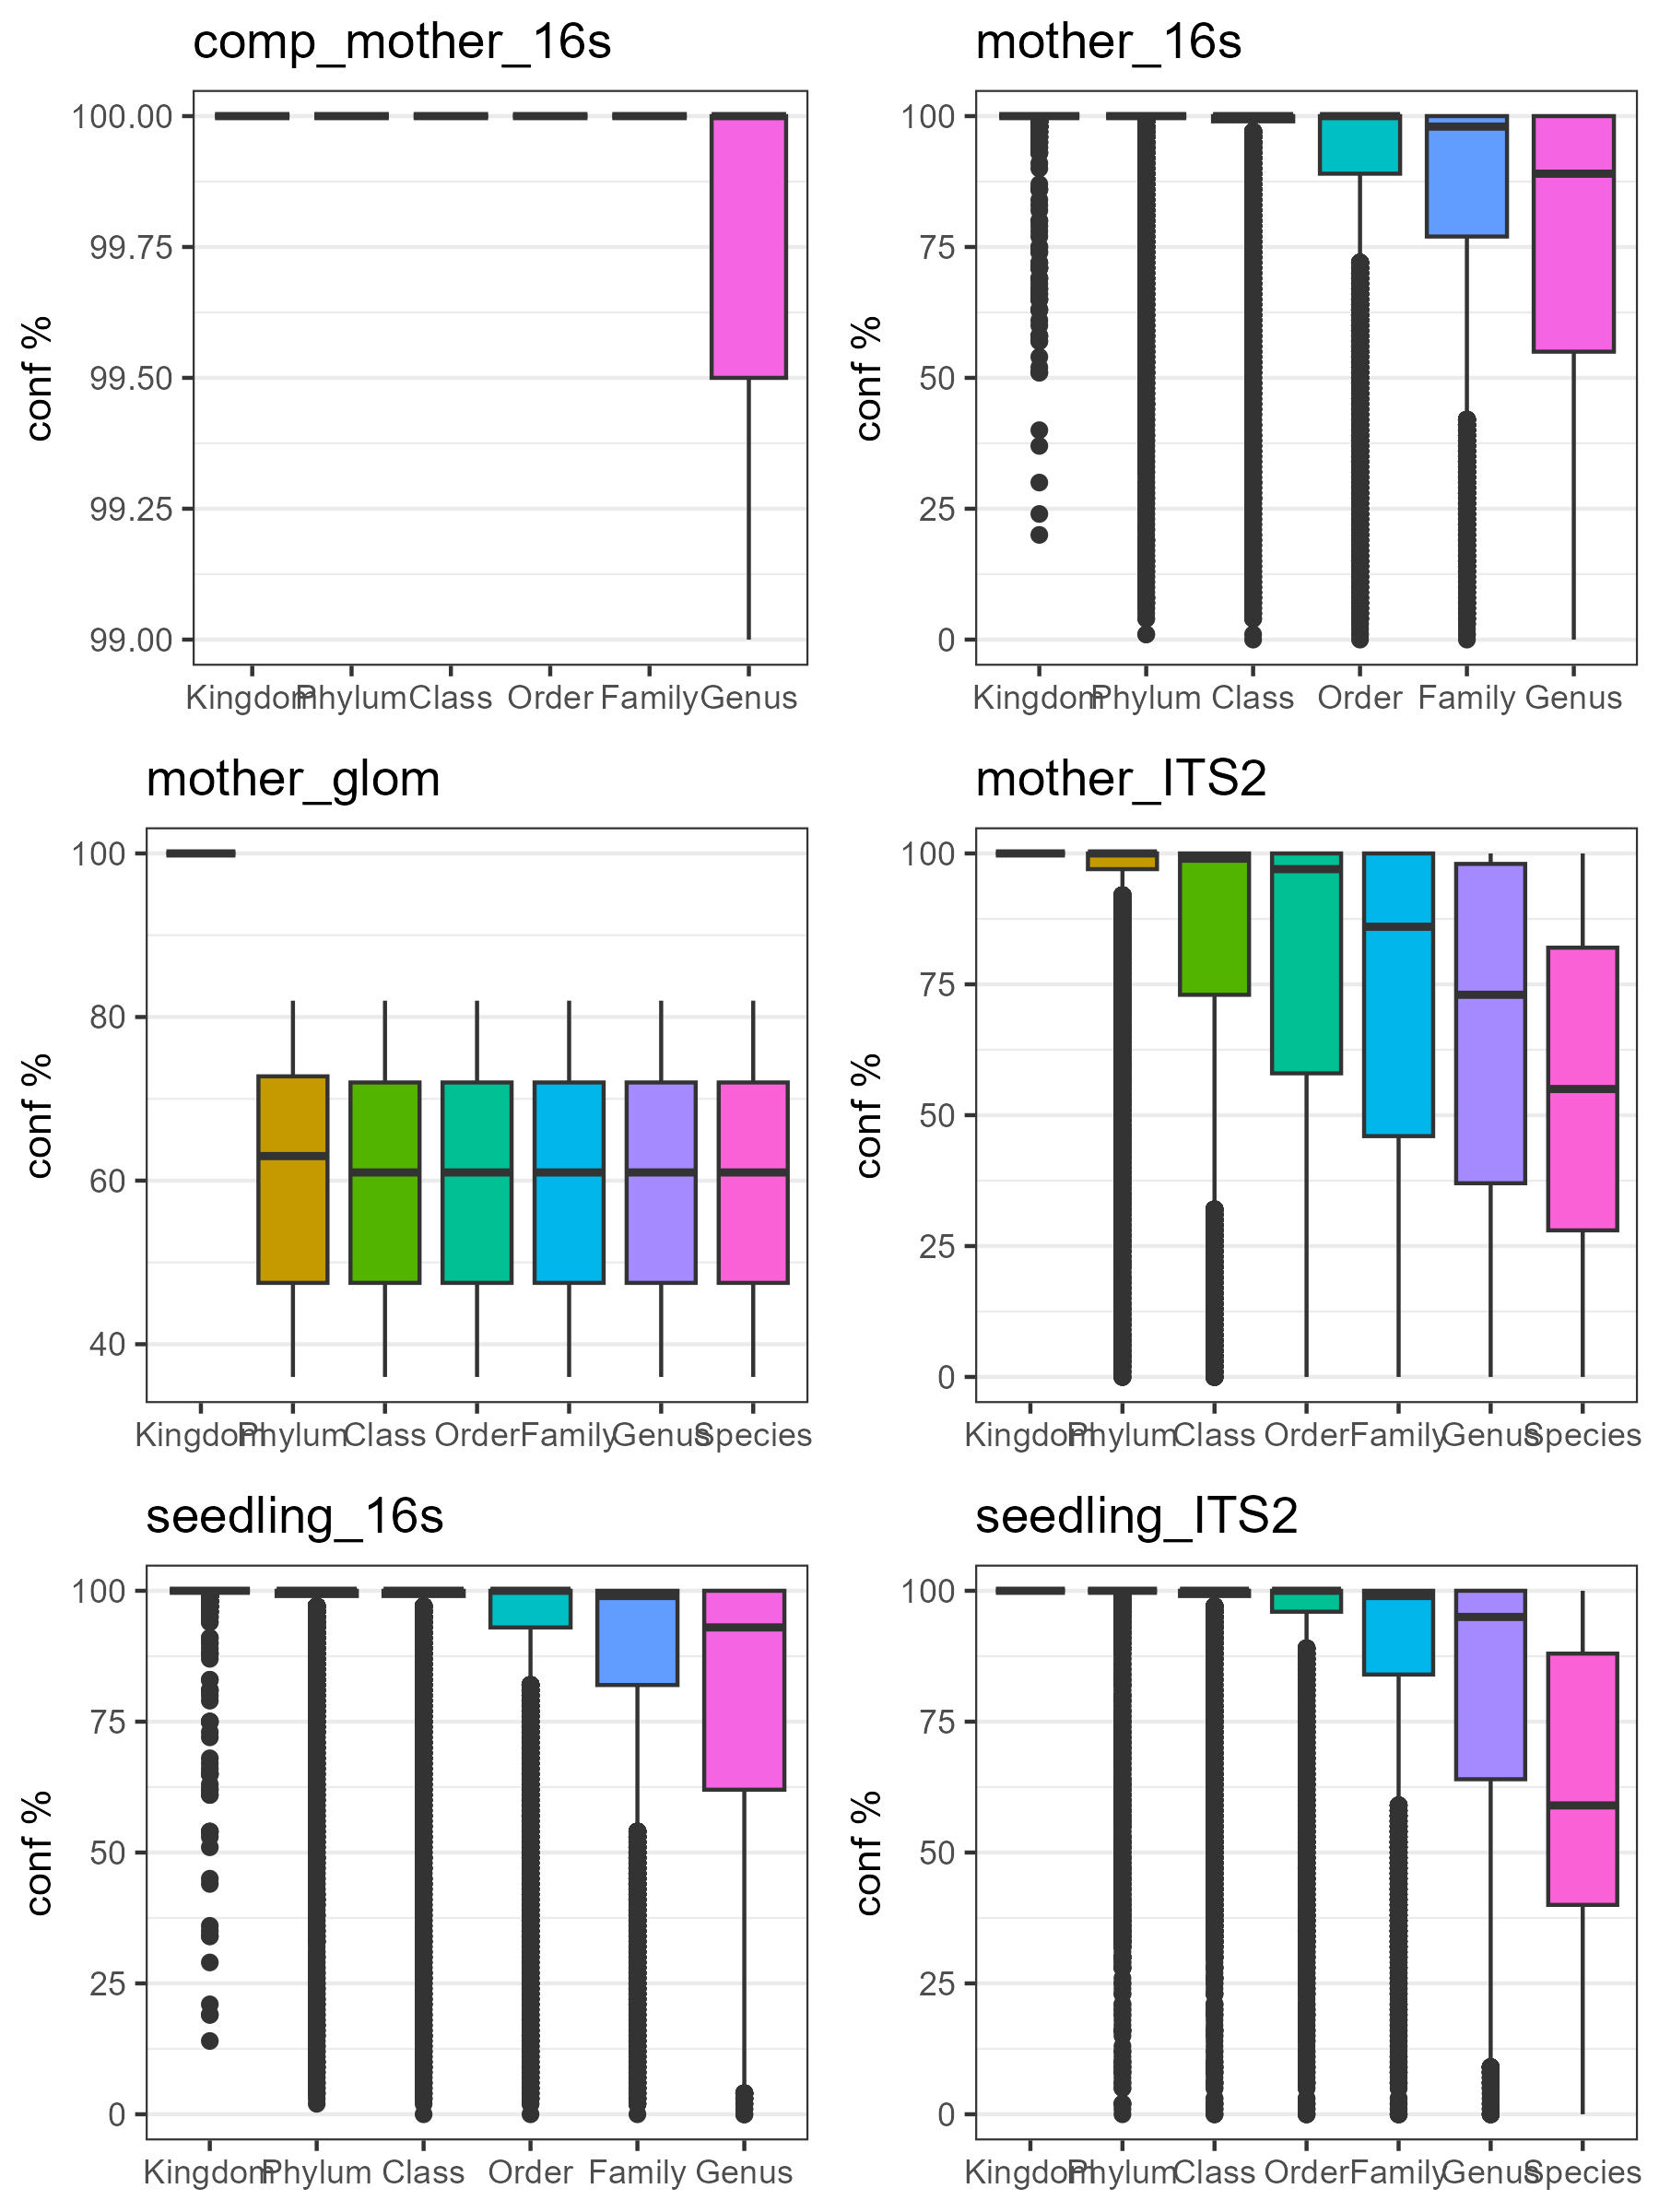 comp_mother_16s
conf %
100.00
99.75
99.50
99.25
99.00
Kingdom Phylum Class Order Family Genus
mother_16s
conf %
100
75
50
25
0
Kingdom Phylum Class Order Family Genus
mother_glom
conf %
100
80
60
40
Kingdom Phylum Class Order Family Genus Species
mother_ITS2
conf %
100
75
50
25
0
Kingdom Phylum Class Order Family Genus Species
seedling_16s
conf %
100
75
50
25
0
Kingdom Phylum Class Order Family Genus
seedling_ITS2
conf %
100
75
50
25
0
Kingdom Phylum Class Order Family Genus Species